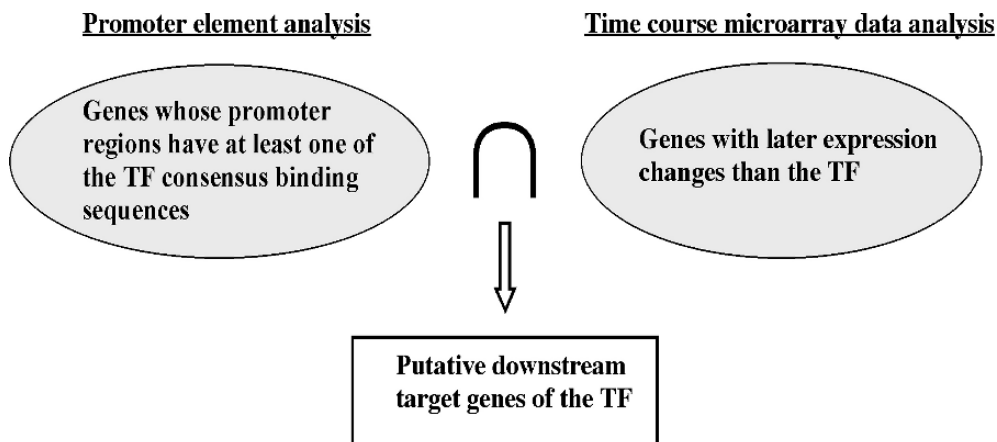 Promoter element analysis
Time course microarray data analysis
Genes whose promoter
regions have at least one of
the TF consensus binding
sequences
Genes with later expression
changes than the TF
Putative downstream
target genes of the TF